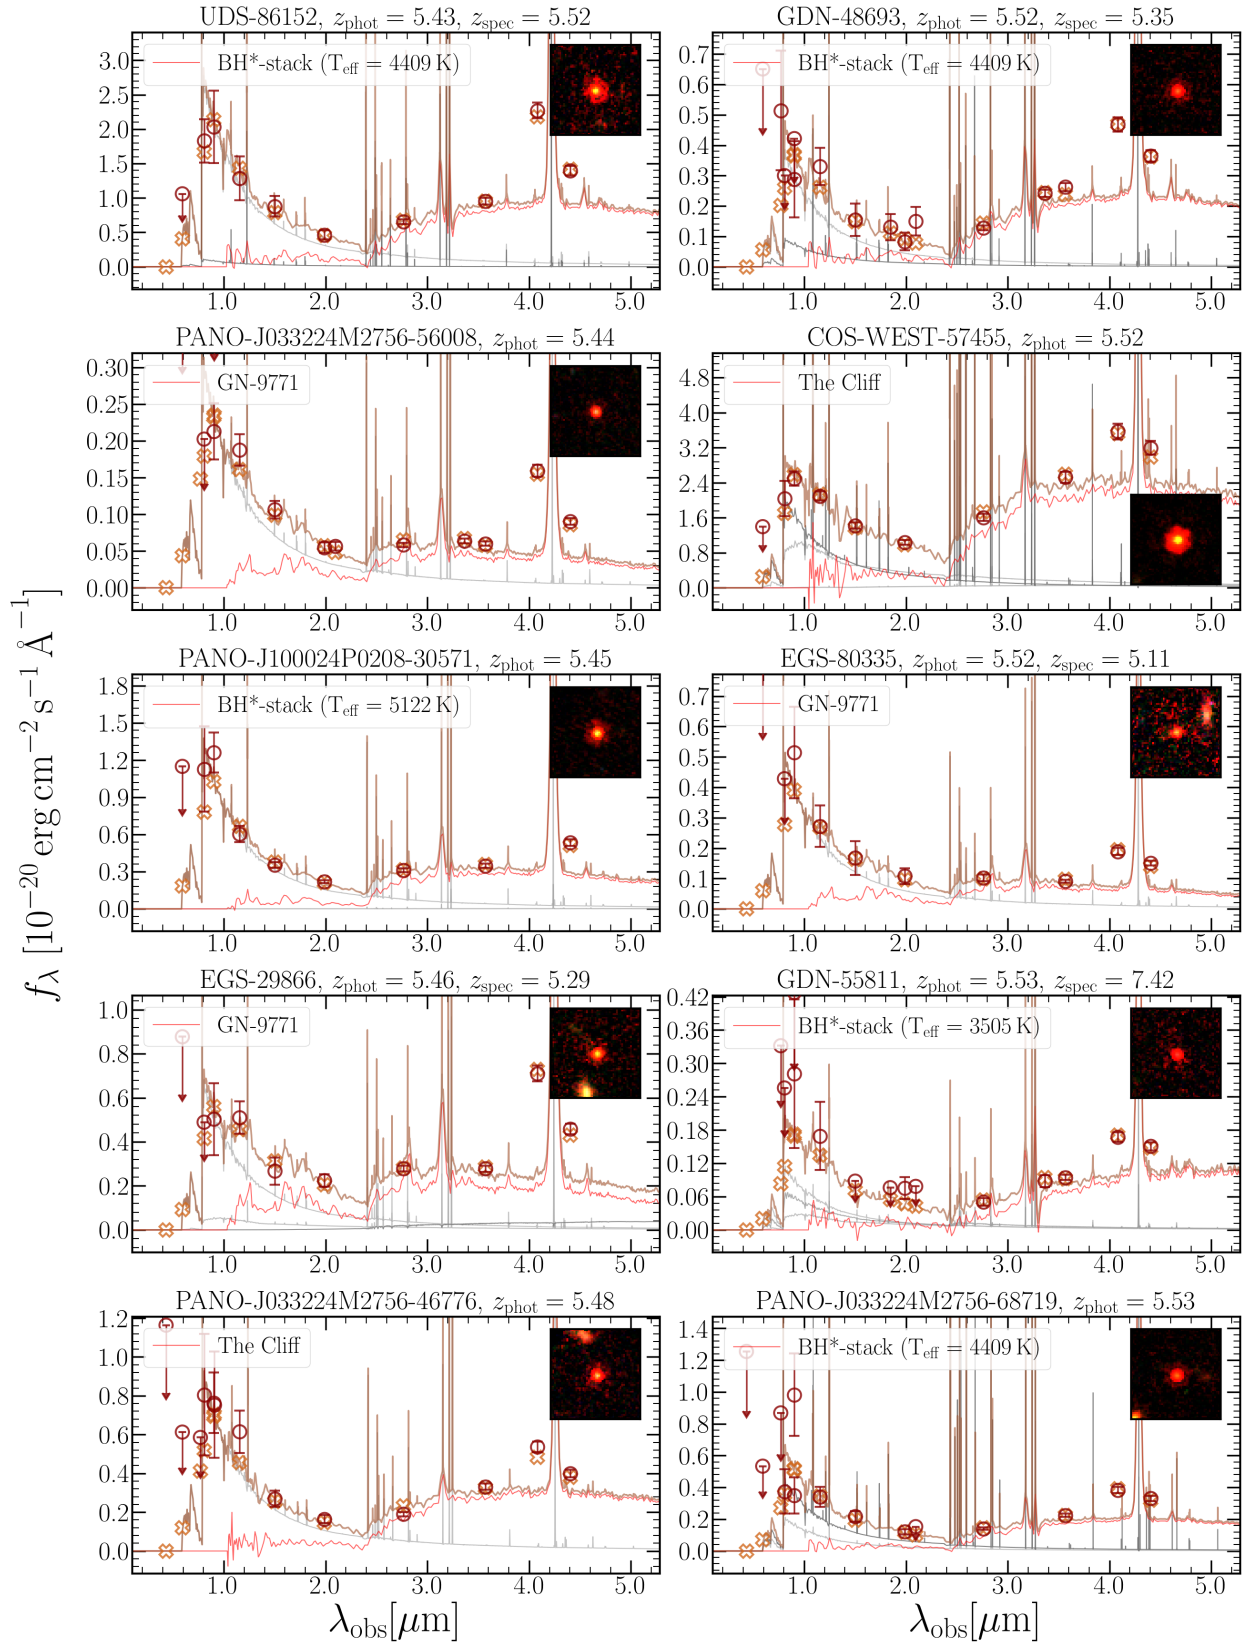 UDS-86152, z_phot = 5.43, z_spec = 5.52
BH*-stack (T_eff = 4409 K)
3.0
2.5
2.0
1.5
1.0
0.5
0.0
1.0 2.0 3.0 4.0 5.0
GDN-48693, z_phot = 5.52, z_spec = 5.35
BH*-stack (T_eff = 4409 K)
0.7
0.6
0.5
0.4
0.3
0.2
0.1
0.0
1.0 2.0 3.0 4.0 5.0
PANO-J033224M2756-56008, z_phot = 5.44
GN-9771
0.30
0.25
0.20
0.15
0.10
0.05
0.00
1.0 2.0 3.0 4.0 5.0
COS-WEST-57455, z_phot = 5.52
The Cliff
4.8
4.0
3.2
2.4
1.6
0.8
0.0
1.0 2.0 3.0 4.0 5.0
PANO-J100024P0208-30571, z_phot = 5.45
BH*-stack (T_eff = 5122 K)
1.8
1.5
1.2
0.9
0.6
0.3
0.0
1.0 2.0 3.0 4.0 5.0
EGS-80335, z_phot = 5.52, z_spec = 5.11
GN-9771
0.7
0.6
0.5
0.4
0.3
0.2
0.1
0.0
1.0 2.0 3.0 4.0 5.0
EGS-29866, z_phot = 5.46, z_spec = 5.29
GN-9771
1.0
0.8
0.6
0.4
0.2
0.0
1.0 2.0 3.0 4.0 5.0
GDN-55811, z_phot = 5.53, z_spec = 7.42
BH*-stack (T_eff = 3505 K)
0.42
0.36
0.30
0.24
0.18
0.12
0.06
0.00
1.0 2.0 3.0 4.0 5.0
PANO-J033224M2756-46776, z_phot = 5.48
The Cliff
1.2
1.0
0.8
0.6
0.4
0.2
0.0
1.0 2.0 3.0 4.0 5.0
PANO-J033224M2756-68719, z_phot = 5.53
BH*-stack (T_eff = 4409 K)
1.4
1.2
1.0
0.8
0.6
0.4
0.2
0.0
1.0 2.0 3.0 4.0 5.0
f_λ [10⁻²⁰ erg cm⁻² s⁻¹ Å⁻¹]
λ_obs[μm]
λ_obs[μm]